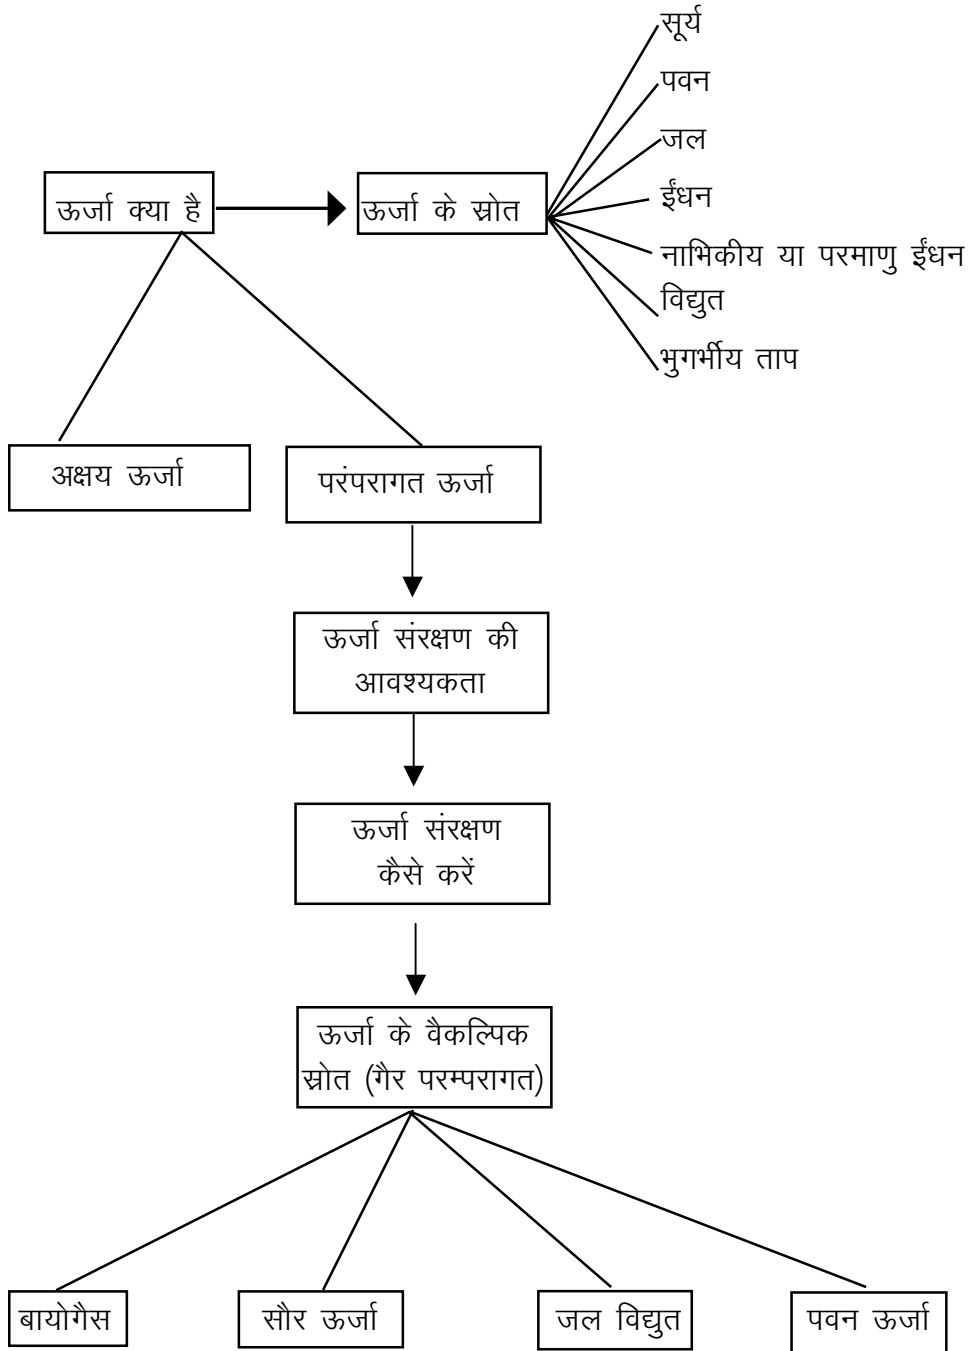 सूर्य
पवन
जल
ऊर्जा क्या है
ऊर्जा के स्रोत
ईंधन
नाभिकीय या परमाणु ईंधन
विद्युत
भुगर्भीय ताप
अक्षय ऊर्जा
परंपरागत ऊर्जा
ऊर्जा संरक्षण की
आवश्यकता
ऊर्जा संरक्षण
कैसे करें
ऊर्जा के वैकल्पिक
स्रोत (गैर परम्परागत)
बायोगैस
सौर ऊर्जा
जल विद्युत
पवन ऊर्जा